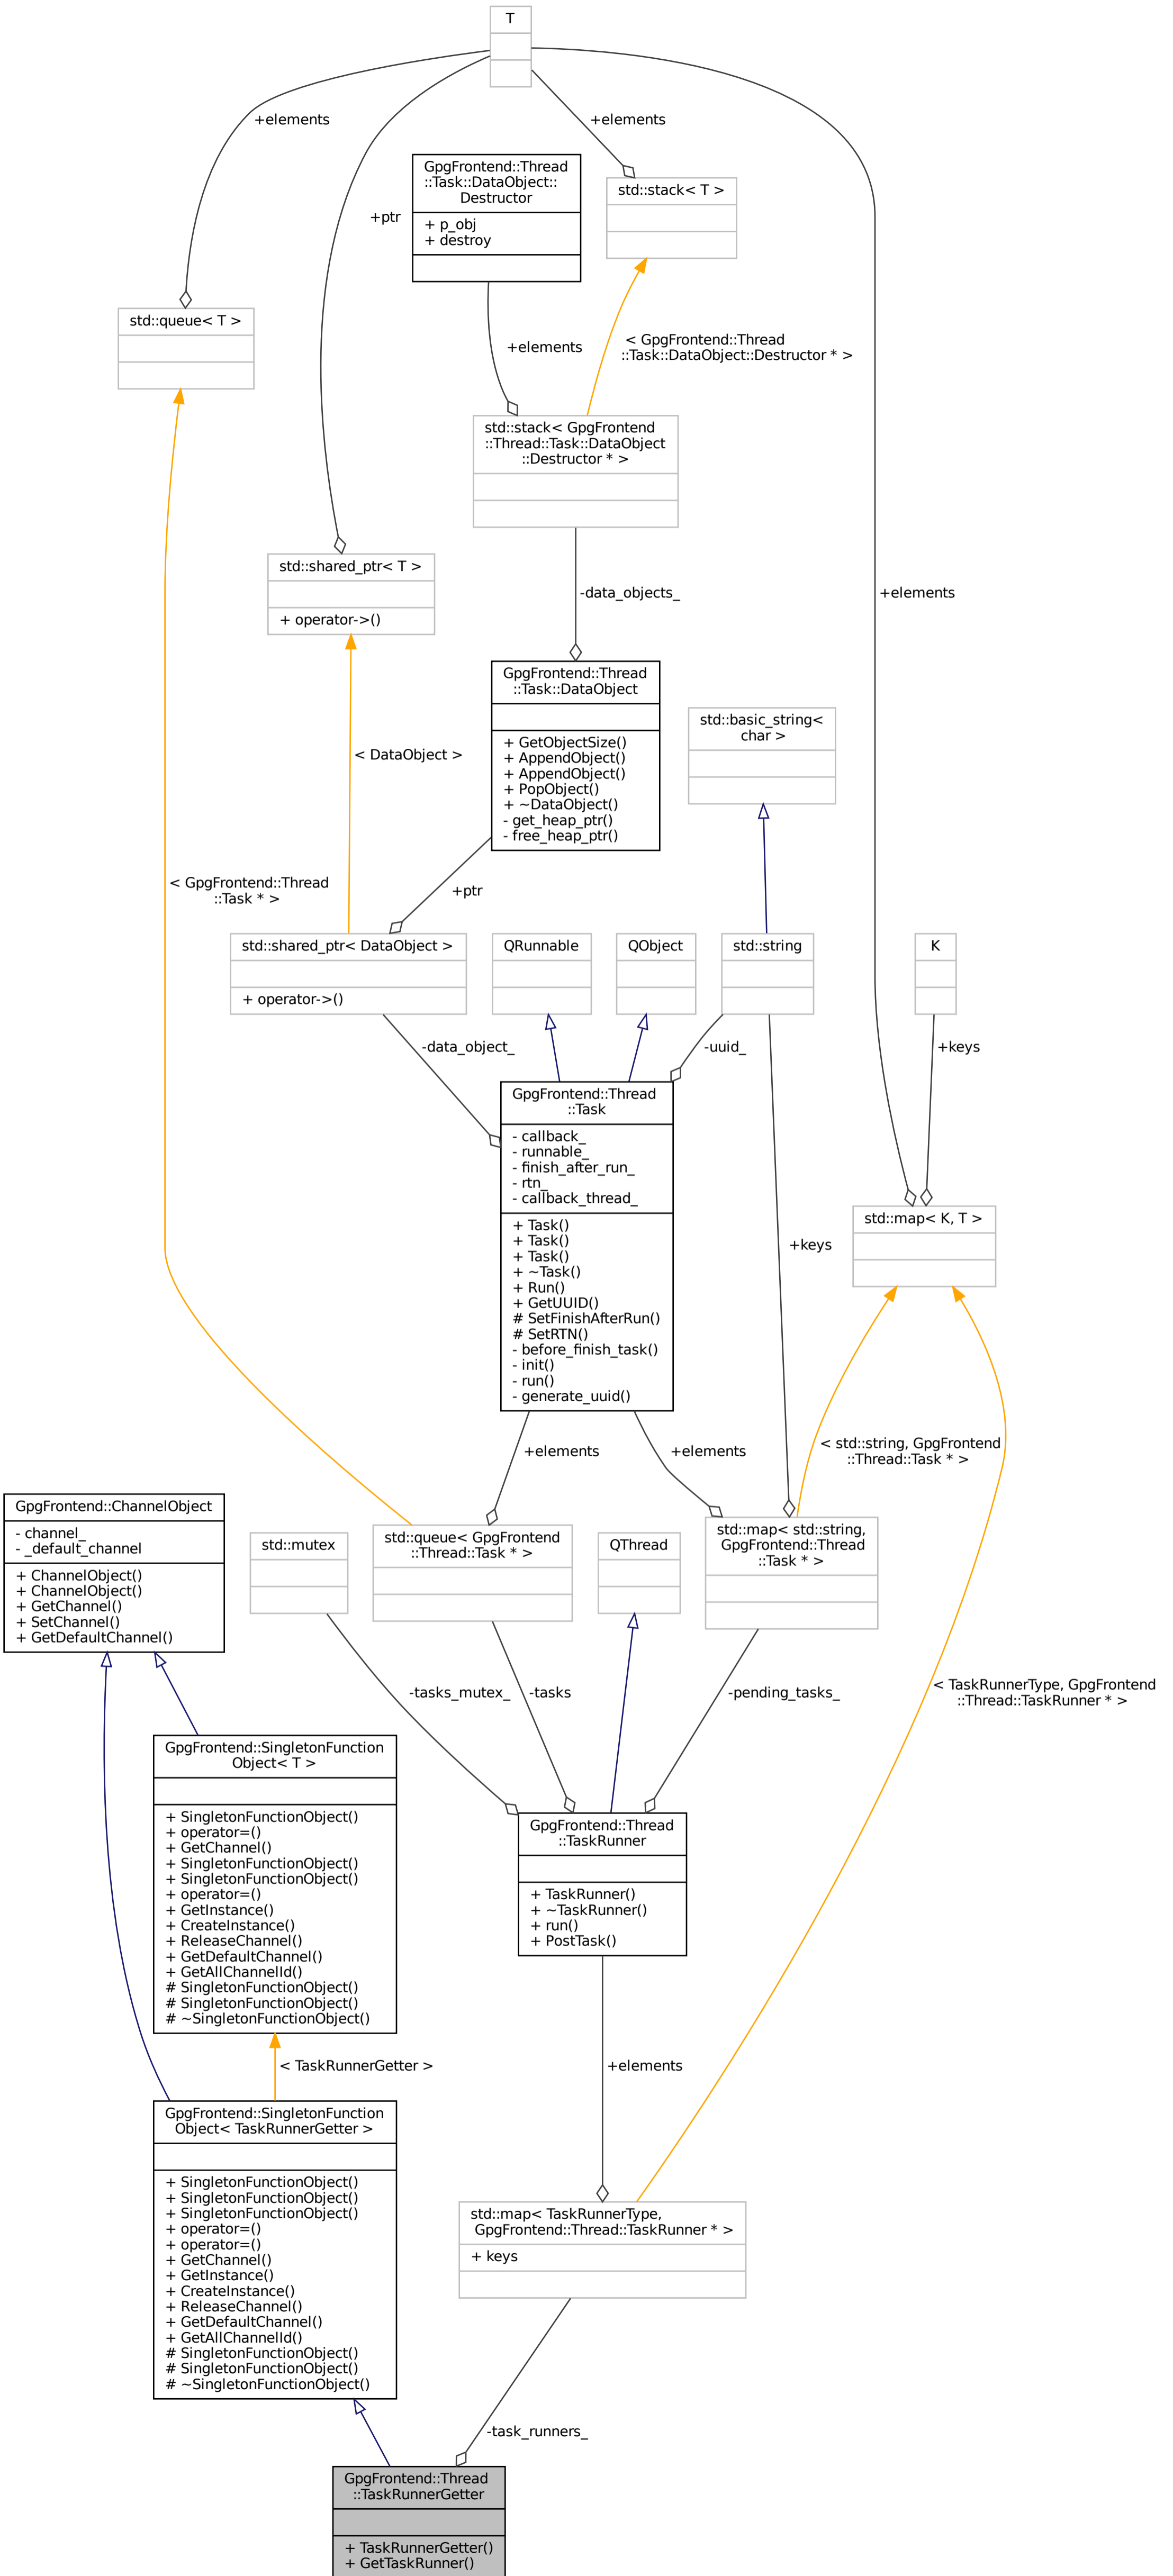 T
+elements
+elements
GpgFrontend::Thread
::Task::DataObject::
Destructor
+ p_obj
+ destroy
std::stack< T >
+ptr
std::queue< T >
+elements
< GpgFrontend::Thread
::Task::DataObject::Destructor * >
std::stack< GpgFrontend
::Thread::Task::DataObject
::Destructor * >
std::shared_ptr< T >
+ operator->()
-data_objects_
+elements
GpgFrontend::Thread
::Task::DataObject
+ GetObjectSize()
+ AppendObject()
+ AppendObject()
+ PopObject()
+ ~DataObject()
- get_heap_ptr()
- free_heap_ptr()
std::basic_string<
char >
< DataObject >
< GpgFrontend::Thread
::Task * >
+ptr
std::shared_ptr< DataObject >
+ operator->()
QRunnable
QObject
std::string
K
-data_object_
-uuid_
+keys
GpgFrontend::Thread
::Task
- callback_
- runnable_
- finish_after_run_
- rtn_
- callback_thread_
+ Task()
+ Task()
+ Task()
+ ~Task()
+ Run()
+ GetUUID()
# SetFinishAfterRun()
# SetRTN()
- before_finish_task()
- init()
- run()
- generate_uuid()
+keys
std::map< K, T >
+elements
+elements
< std::string, GpgFrontend
::Thread::Task * >
GpgFrontend::ChannelObject
- channel_
- _default_channel
+ ChannelObject()
+ ChannelObject()
+ GetChannel()
+ SetChannel()
+ GetDefaultChannel()
std::mutex
std::queue< GpgFrontend
::Thread::Task * >
QThread
std::map< std::string,
GpgFrontend::Thread
::Task * >
-tasks_mutex_
-tasks
-pending_tasks_
< TaskRunnerType, GpgFrontend
::Thread::TaskRunner * >
GpgFrontend::SingletonFunction
Object< T >
+ SingletonFunctionObject()
+ operator=()
+ GetChannel()
+ SingletonFunctionObject()
+ SingletonFunctionObject()
+ operator=()
+ GetInstance()
+ CreateInstance()
+ ReleaseChannel()
+ GetDefaultChannel()
+ GetAllChannelId()
# SingletonFunctionObject()
# SingletonFunctionObject()
# ~SingletonFunctionObject()
GpgFrontend::Thread
::TaskRunner
+ TaskRunner()
+ ~TaskRunner()
+ run()
+ PostTask()
< TaskRunnerGetter >
+elements
GpgFrontend::SingletonFunction
Object< TaskRunnerGetter >
+ SingletonFunctionObject()
+ SingletonFunctionObject()
+ SingletonFunctionObject()
+ operator=()
+ operator=()
+ GetChannel()
+ GetInstance()
+ CreateInstance()
+ ReleaseChannel()
+ GetDefaultChannel()
+ GetAllChannelId()
# SingletonFunctionObject()
# SingletonFunctionObject()
# ~SingletonFunctionObject()
std::map< TaskRunnerType,
GpgFrontend::Thread::TaskRunner * >
+ keys
-task_runners_
GpgFrontend::Thread
::TaskRunnerGetter
+ TaskRunnerGetter()
+ GetTaskRunner()